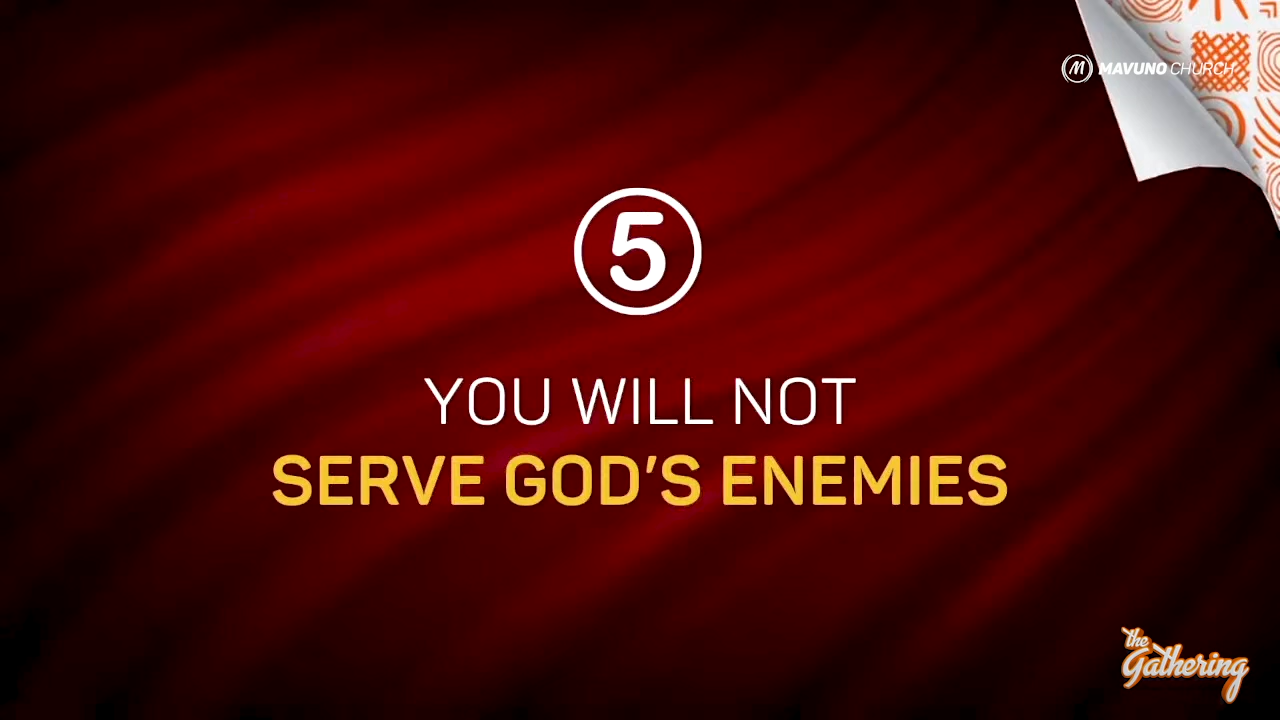 MAVUNO CHURCH
5
YOU WILL NOT
SERVE GOD'S ENEMIES
the
Gathering